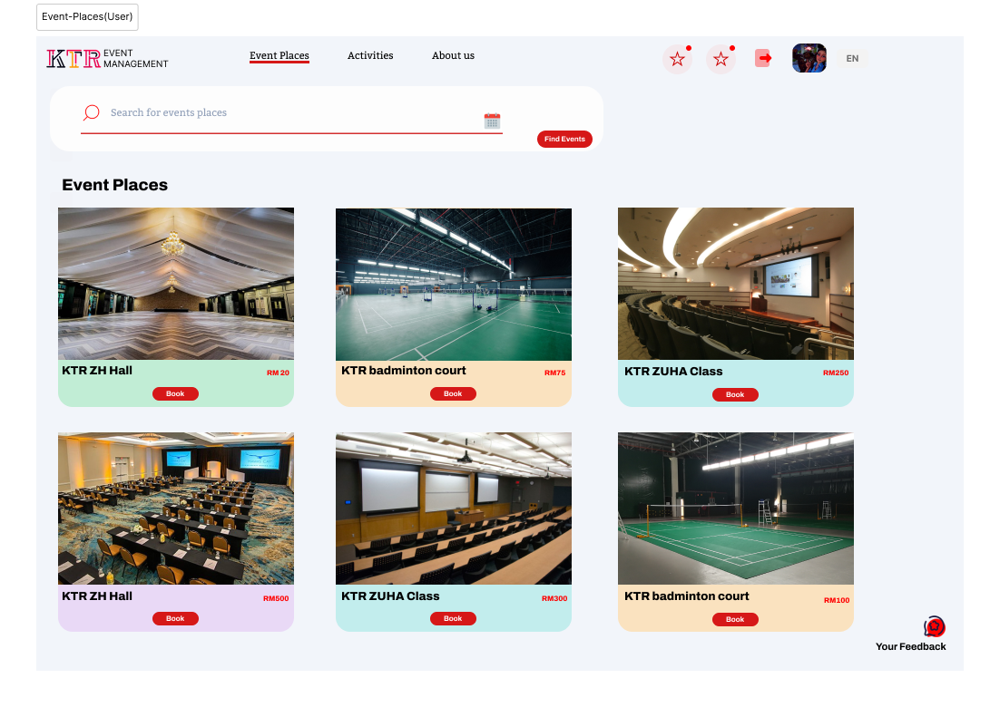 Event-Places(User)
KTR EVENT
MANAGEMENT
Event Places
Activities
About us
EN
Search for events places
Find Events
Event Places
KTR ZH Hall
RM 20
Book
KTR badminton court
RM75
Book
KTR ZUHA Class
RM250
Book
KTR ZH Hall
RM500
Book
KTR ZUHA Class
RM300
Book
KTR badminton court
RM100
Book
Your Feedback